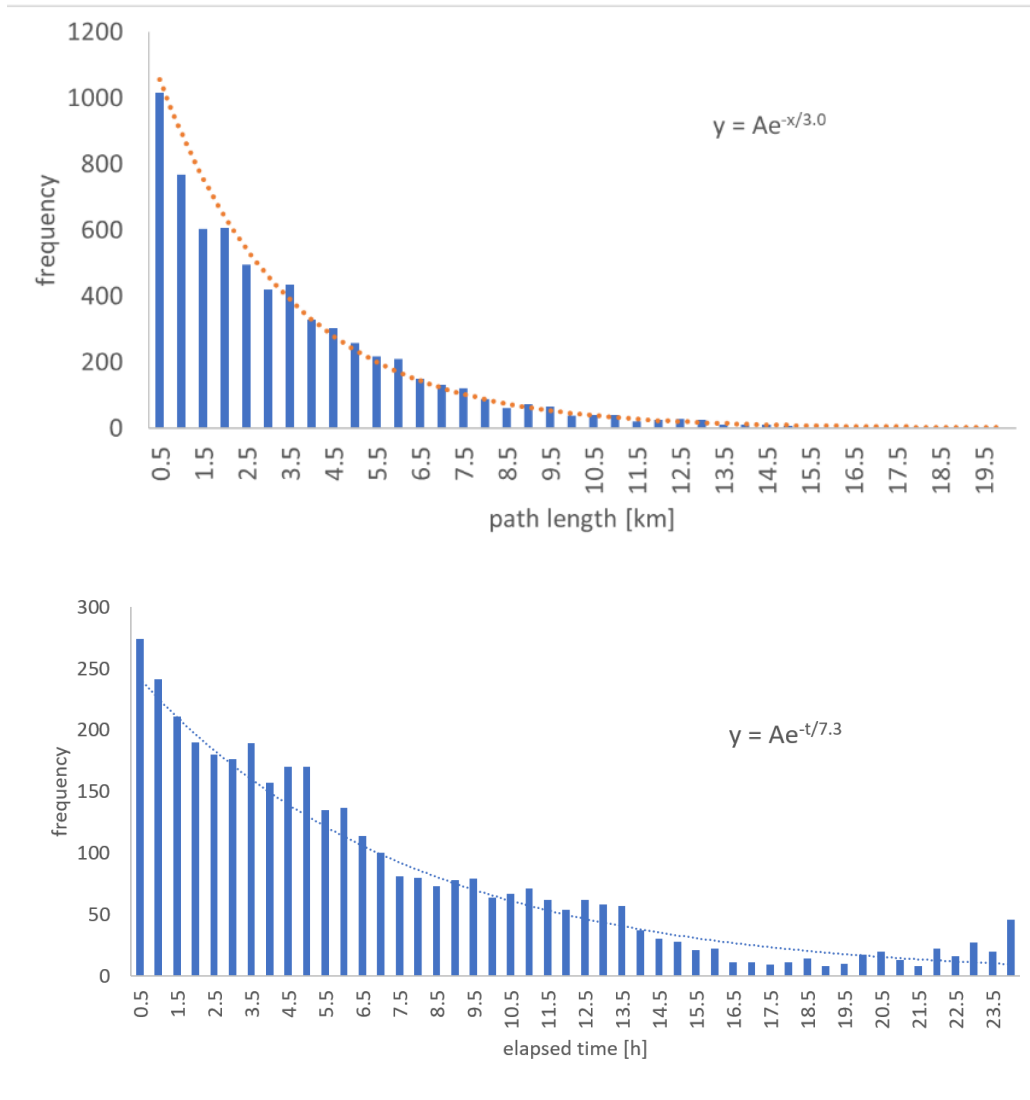 1200
1000
800
600
400
200
0
frequency
y = Ae^-x/3.0
0.5 1.5 2.5 3.5 4.5 5.5 6.5 7.5 8.5 9.5 10.5 11.5 12.5 13.5 14.5 15.5 16.5 17.5 18.5 19.5
path length [km]
300
250
200
150
100
50
0
frequency
y = Ae^-t/7.3
0.5 1.5 2.5 3.5 4.5 5.5 6.5 7.5 8.5 9.5 10.5 11.5 12.5 13.5 14.5 15.5 16.5 17.5 18.5 19.5 20.5 21.5 22.5 23.5
elapsed time [h]